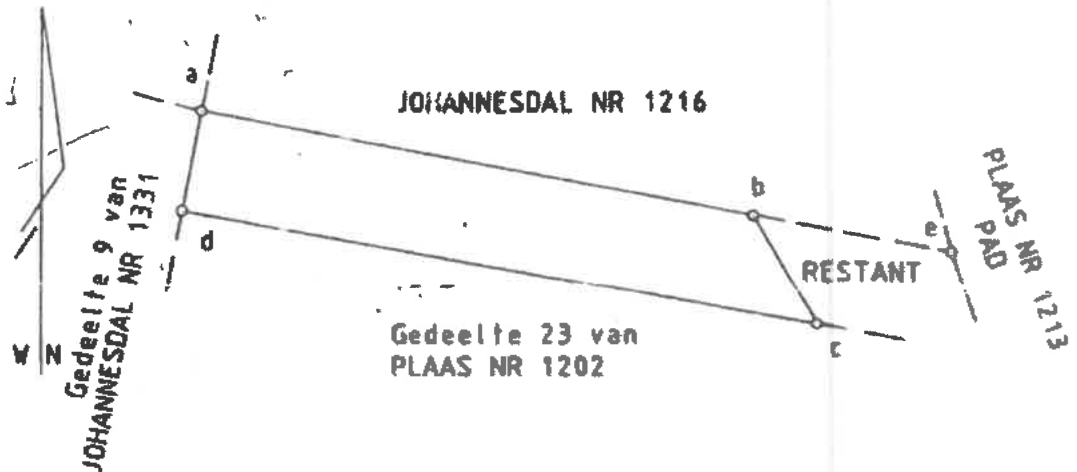 a
JOHANNESDAL NR 1216
b
e
PLAAS NR 1213
PAD
d
RESTANT
c
Gedeelte 9 van
JOHANNESDAL NR 1331
Gedeelte 23 van
PLAAS NR 1202
W N